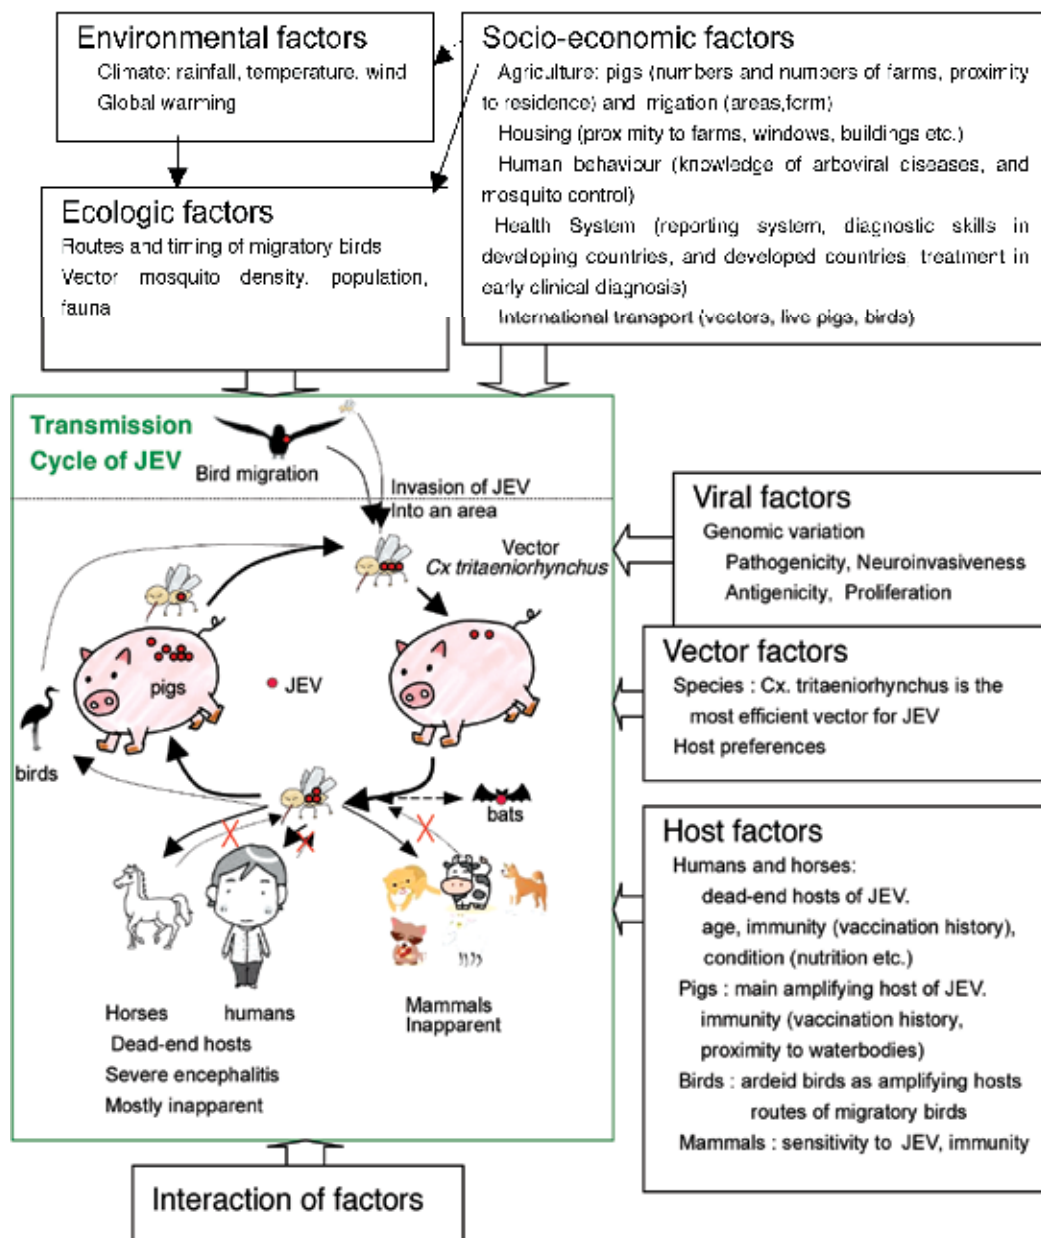 Environmental factors
Climate: rainfall, temperature, wind
Global warming
Socio-economic factors
Agriculture: pigs (numbers and numbers of farms, proximity
to residence) and irrigation (areas,form)
Housing (proximity to farms, windows, buildings etc.)
Human behaviour (knowledge of arboviral diseases, and
mosquito control)
Health System (reporting system, diagnostic skills in
developing countries, and developed countries, treatment in
early clinical diagnosis)
International transport (vectors, live pigs, birds)
Ecologic factors
Routes and timing of migratory birds
Vector mosquito density, population,
fauna
Transmission
Cycle of JEV
Bird migration
Invasion of JEV
Into an area
Vector
Cx tritaeniorhynchus
pigs
JEV
birds
bats
Horses
humans
Dead-end hosts
Severe encephalitis
Mostly inapparent
Mammals
Inapparent
Viral factors
Genomic variation
Pathogenicity, Neuroinvasiveness
Antigenicity, Proliferation
Vector factors
Species : Cx. tritaeniorhynchus is the
most efficient vector for JEV
Host preferences
Host factors
Humans and horses:
dead-end hosts of JEV.
age, immunity (vaccination history),
condition (nutrition etc.)
Pigs : main amplifying host of JEV.
immunity (vaccination history,
proximity to waterbodies)
Birds : ardeid birds as amplifying hosts
routes of migratory birds
Mammals : sensitivity to JEV, immunity
Interaction of factors